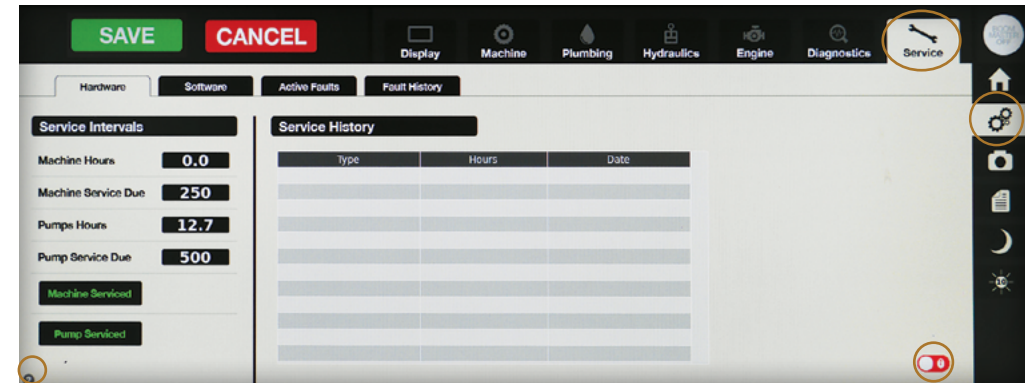 SAVE CANCEL
Display Machine Plumbing Hydraulics Engine Diagnostics Service
Hardware Software Active Faults Fault History
Service Intervals
Machine Hours 0.0
Machine Service Due 250
Pumps Hours 12.7
Pump Service Due 500
Machine Serviced
Pump Serviced
Service History
Type Hours Date
10